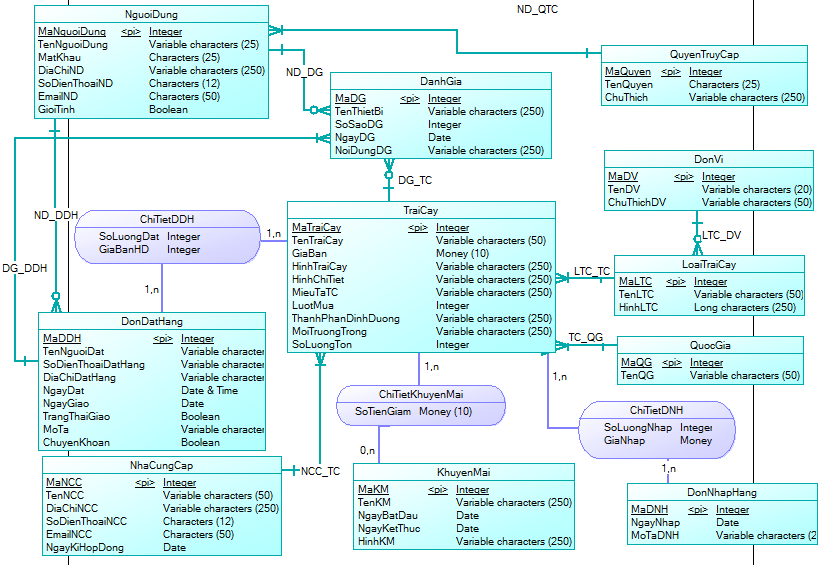 ND_QTC
NguoiDung
MaNguoiDung <pi> Integer
TenNguoiDung Variable characters (25)
MatKhau Characters (25)
DiaChiND Variable characters (250)
SoDienThoaiND Characters (12)
EmailND Characters (50)
GioiTinh Boolean
QuyenTruyCap
MaQuyen <pi> Integer
TenQuyen Characters (25)
ChuThich Variable characters (250)
ND_DG
DanhGia
MaDG <pi> Integer
TenThietBi Variable characters (250)
SoSaoDG Integer
NgayDG Date
NoiDungDG Variable characters (250)
DG_TC
DonVi
MaDV <pi> Integer
TenDV Variable characters (20)
ChuThichDV Variable characters (50)
LTC_DV
ND_DDH
DG_DDH
ChiTietDDH
SoLuongDat Integer
GiaBanHD Integer
1,n
1,n
TraiCay
MaTraiCay <pi> Integer
TenTraiCay Variable characters (50)
GiaBan Money (10)
HinhTraiCay Variable characters (250)
HinhChiTiet Variable characters (250)
MieuTaTC Variable characters (250)
LuotMua Integer
ThanhPhanDinhDuong Variable characters (250)
MoiTruongTrong Variable characters (250)
SoLuongTon Integer
LTC_TC
LoaiTraiCay
MaLTC <pi> Integer
TenLTC Variable characters (50)
HinhLTC Long characters (250)
TC_QG
QuocGia
MaQG <pi> Integer
TenQG Variable characters (50)
DonDatHang
MaDDH <pi> Integer
TenNguoiDat Variable character
SoDienThoaiDatHang Variable character
DiaChiDatHang Variable character
NgayDat Date & Time
NgayGiao Date
TrangThaiGiao Boolean
MoTa Variable character
ChuyenKhoan Boolean
1,n
ChiTietKhuyenMai
SoTienGiam Money (10)
0,n
1,n
ChiTietDNH
SoLuongNhap Integer
GiaNhap Money
1,n
NhaCungCap
MaNCC <pi> Integer
TenNCC Variable characters (50)
DiaChiNCC Variable characters (250)
SoDienThoaiNCC Characters (12)
EmailNCC Characters (50)
NgayKiHopDong Date
NCC_TC
KhuyenMai
MaKM <pi> Integer
TenKM Variable characters (250)
NgayBatDau Date
NgayKetThuc Date
HinhKM Variable characters (250)
DonNhapHang
MaDNH <pi> Integer
NgayNhap Date
MoTaDNH Variable characters (2